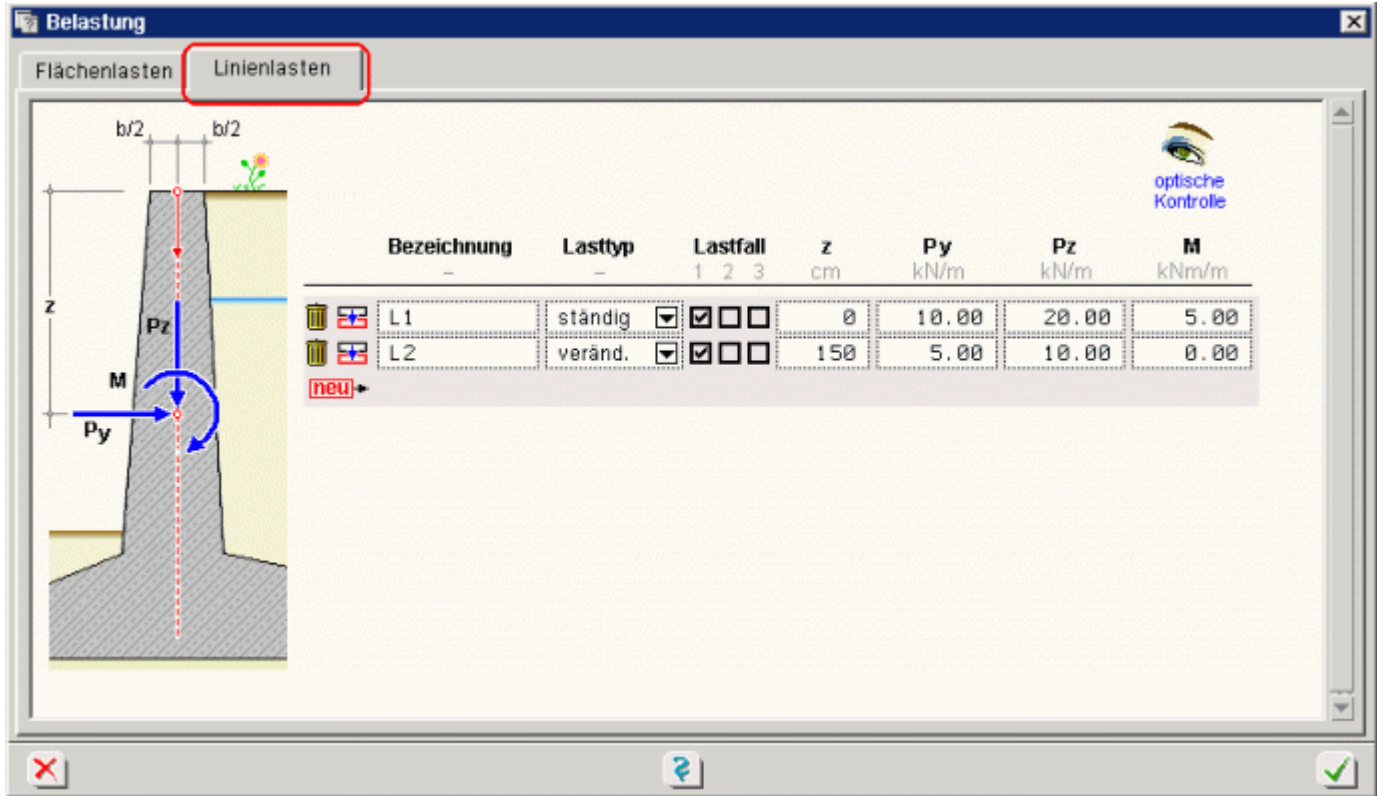 Belastung
Flächenlasten Linienlasten
b/2 b/2
optische
Kontrolle
Bezeichnung Lasttyp Lastfall z Py Pz M
– – 1 2 3 cm kN/m kN/m kNm/m
z
Pz
L1 ständig 0 10.00 20.00 5.00
L2 veränd. 150 5.00 10.00 0.00
M
neu
Py